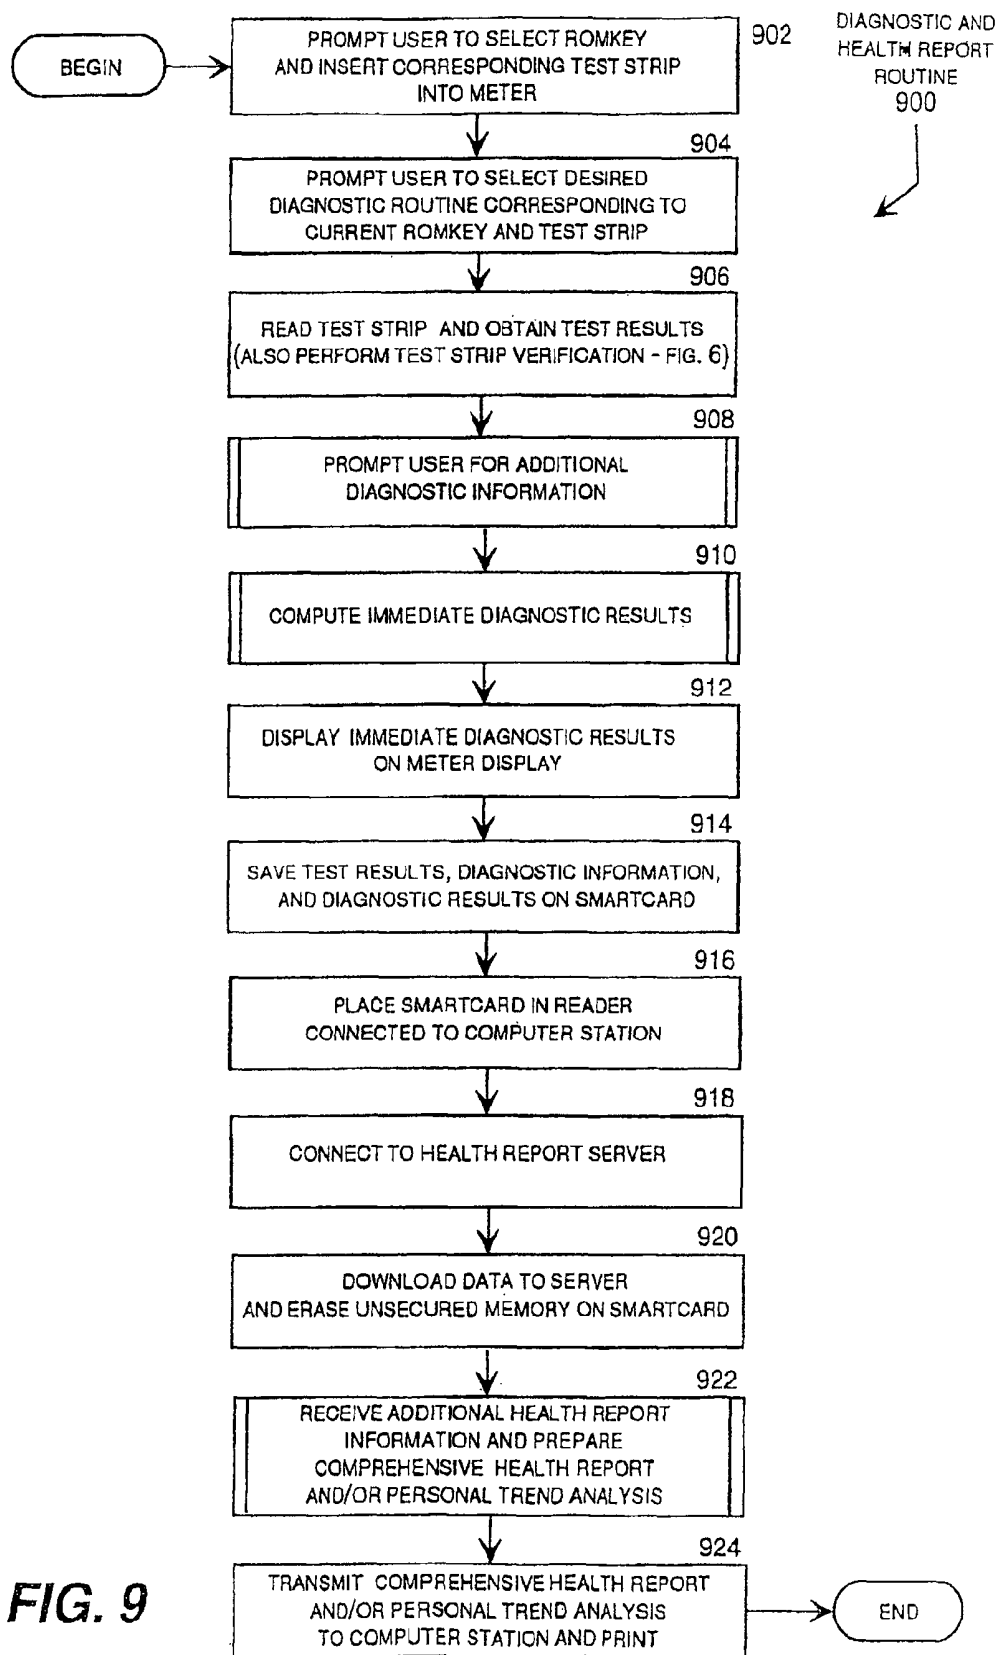 DIAGNOSTIC AND
HEALTH REPORT
ROUTINE
900
BEGIN
902
PROMPT USER TO SELECT ROMKEY
AND INSERT CORRESPONDING TEST STRIP
INTO METER
904
PROMPT USER TO SELECT DESIRED
DIAGNOSTIC ROUTINE CORRESPONDING TO
CURRENT ROMKEY AND TEST STRIP
906
READ TEST STRIP AND OBTAIN TEST RESULTS
(ALSO PERFORM TEST STRIP VERIFICATION - FIG. 6)
908
PROMPT USER FOR ADDITIONAL
DIAGNOSTIC INFORMATION
910
COMPUTE IMMEDIATE DIAGNOSTIC RESULTS
912
DISPLAY IMMEDIATE DIAGNOSTIC RESULTS
ON METER DISPLAY
914
SAVE TEST RESULTS, DIAGNOSTIC INFORMATION,
AND DIAGNOSTIC RESULTS ON SMARTCARD
916
PLACE SMARTCARD IN READER
CONNECTED TO COMPUTER STATION
918
CONNECT TO HEALTH REPORT SERVER
920
DOWNLOAD DATA TO SERVER
AND ERASE UNSECURED MEMORY ON SMARTCARD
922
RECEIVE ADDITIONAL HEALTH REPORT
INFORMATION AND PREPARE
COMPREHENSIVE HEALTH REPORT
AND/OR PERSONAL TREND ANALYSIS
924
TRANSMIT COMPREHENSIVE HEALTH REPORT
AND/OR PERSONAL TREND ANALYSIS
TO COMPUTER STATION AND PRINT
END
FIG. 9